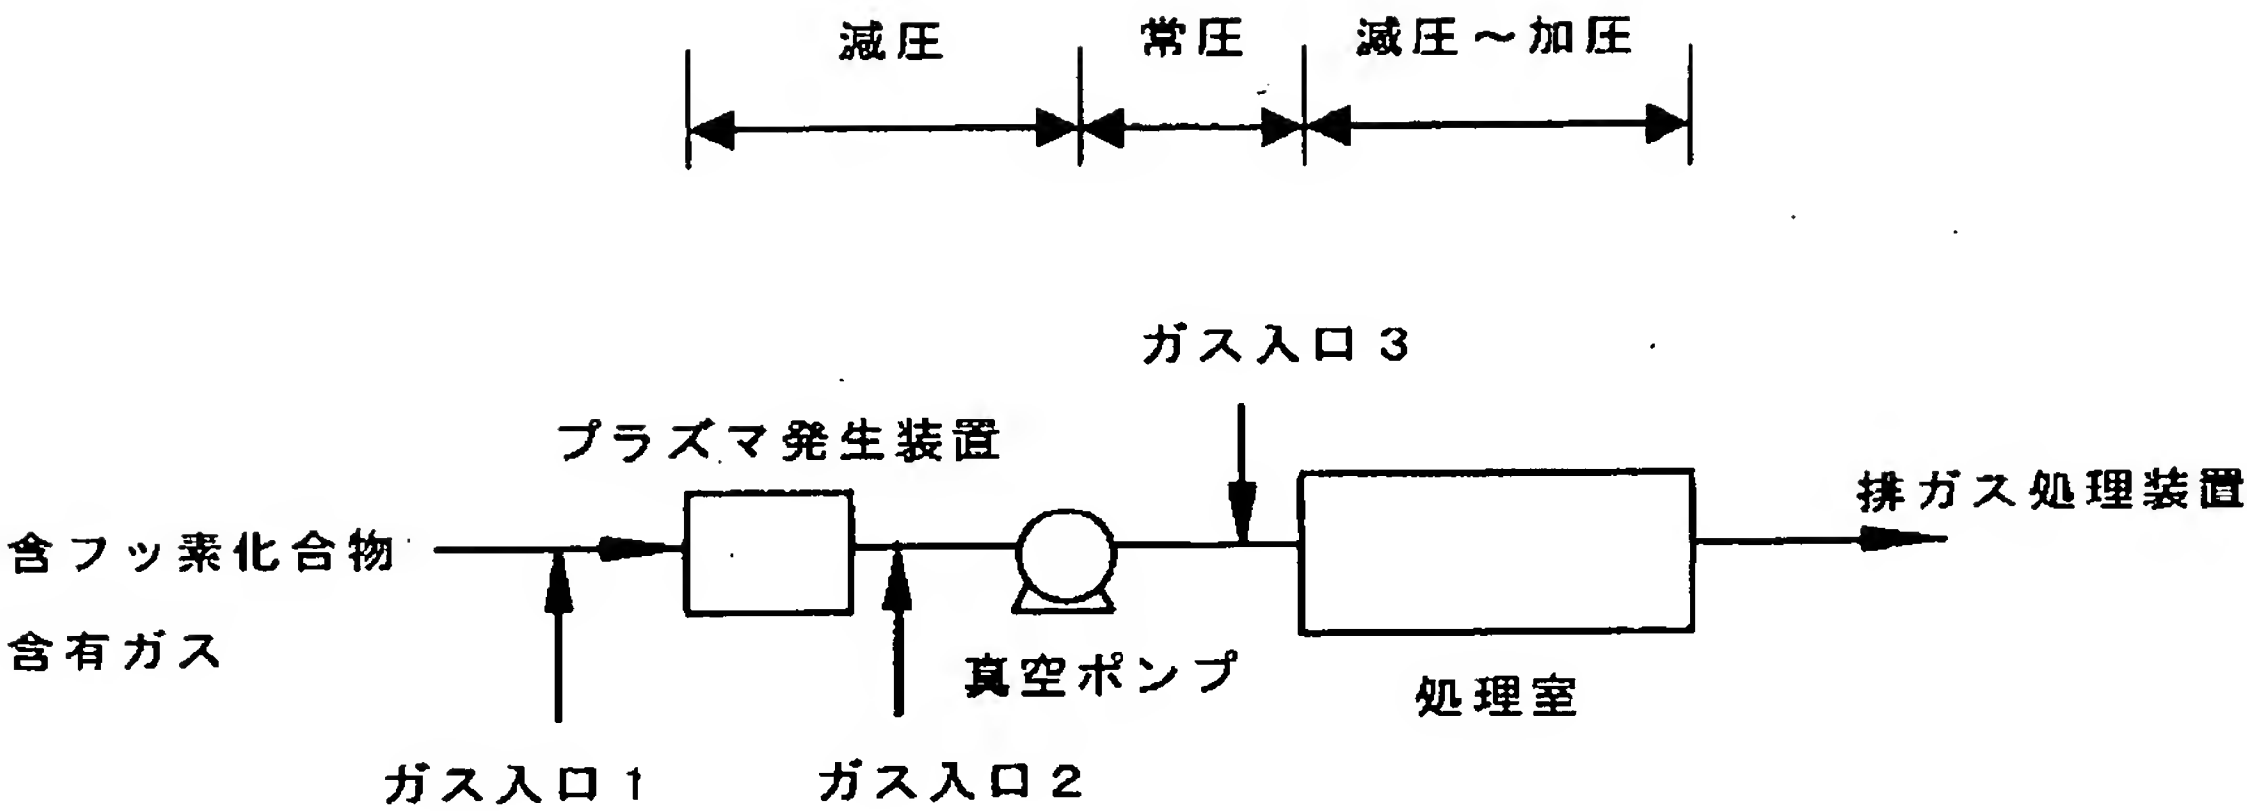 減圧
常圧
減圧～加圧
ガス入口３
プラズマ発生装置
排ガス処理装置
含フッ素化合物
含有ガス
真空ポンプ
処理室
ガス入口１
ガス入口２